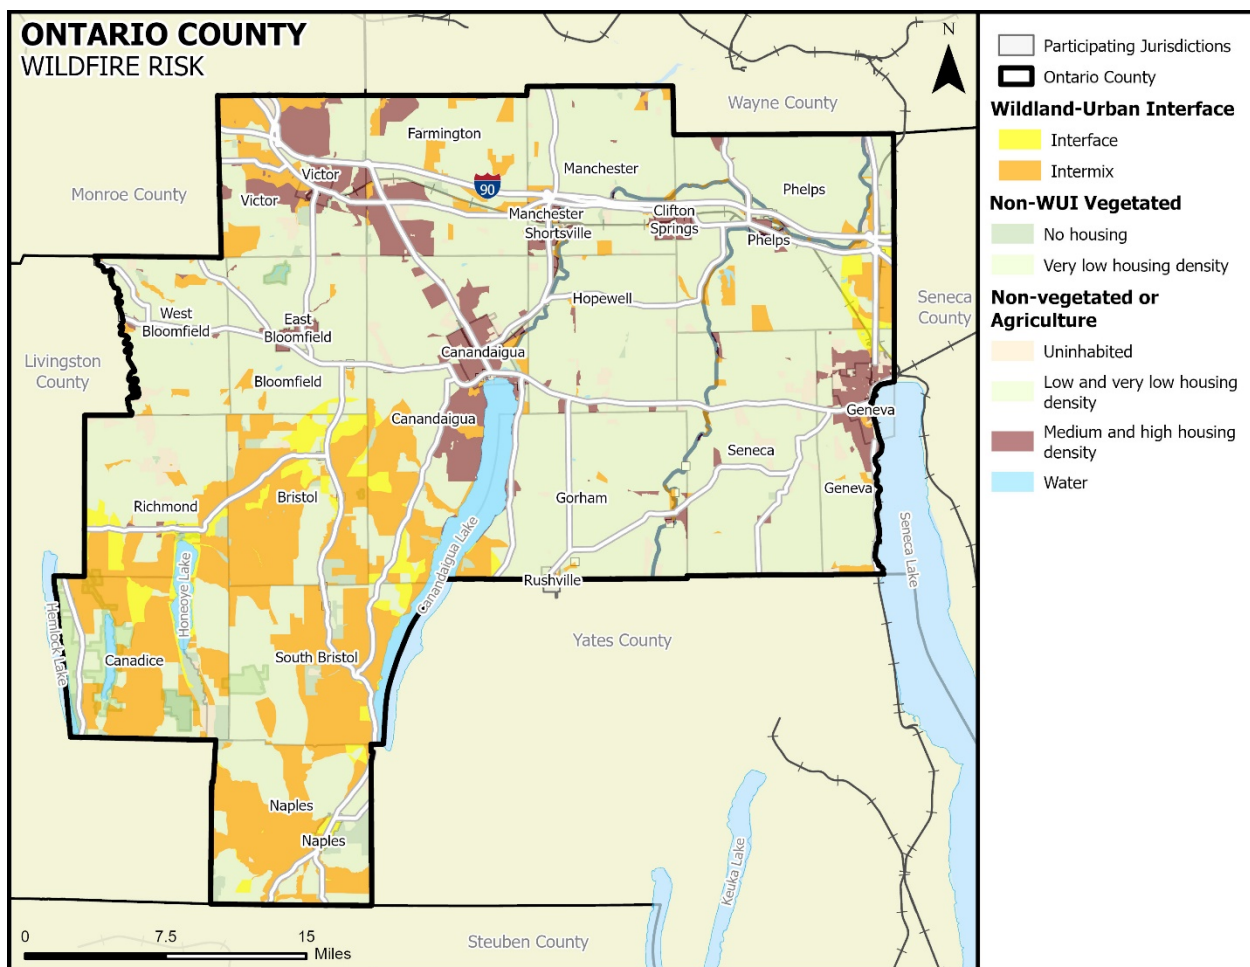 ONTARIO COUNTY
WILDFIRE RISK
N
Wayne County
Monroe County
Livingston
County
Seneca
County
Yates County
Steuben County
Farmington
Manchester
Victor
Victor
90
Phelps
Manchester
Shortsville
Clifton
Springs
Phelps
Hopewell
West
Bloomfield
East
Bloomfield
Canandaigua
Bloomfield
Canandaigua
Geneva
Seneca
Geneva
Richmond
Bristol
Gorham
Rushville
Canandaigua Lake
Seneca Lake
Honeoye Lake
Hemlock Lake
Canadice
South Bristol
Naples
Naples
Keuka Lake
0
7.5
15
Miles
Participating Jurisdictions
Ontario County
Wildland-Urban Interface
Interface
Intermix
Non-WUI Vegetated
No housing
Very low housing density
Non-vegetated or
Agriculture
Uninhabited
Low and very low housing
density
Medium and high housing
density
Water